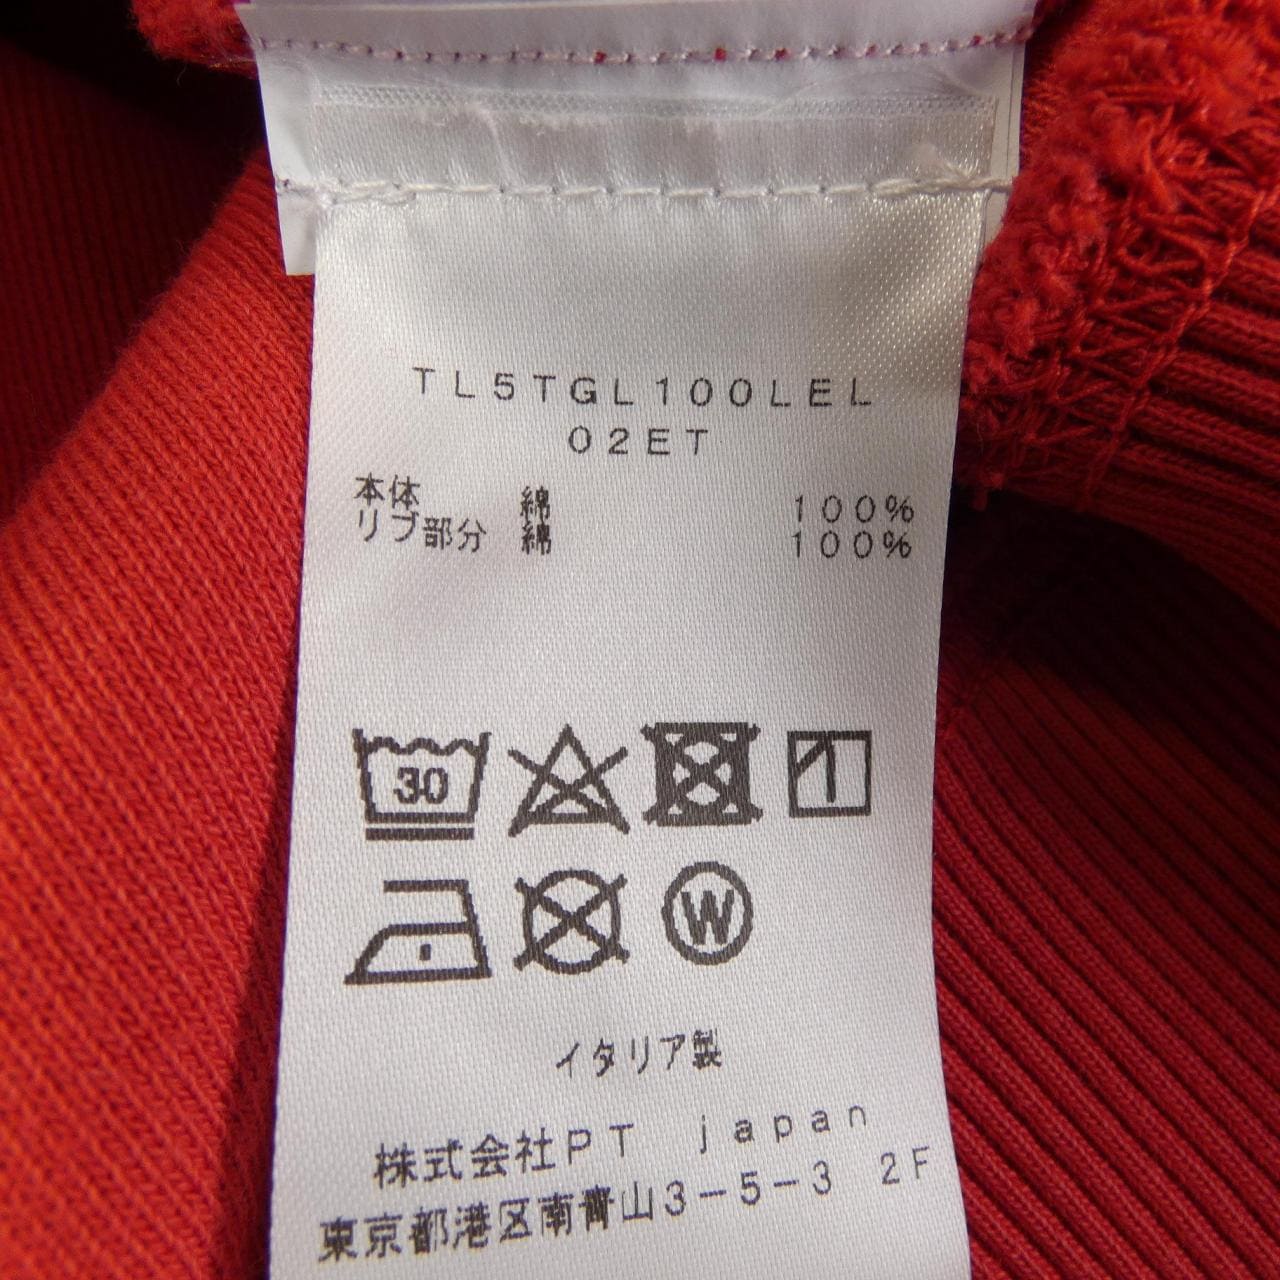 TL5TGL100LEL
02ET
本体 綿 100%
リブ部分 綿 100%
30
W
イタリア製
株式会社PT japan
東京都港区南青山3-5-3 2F